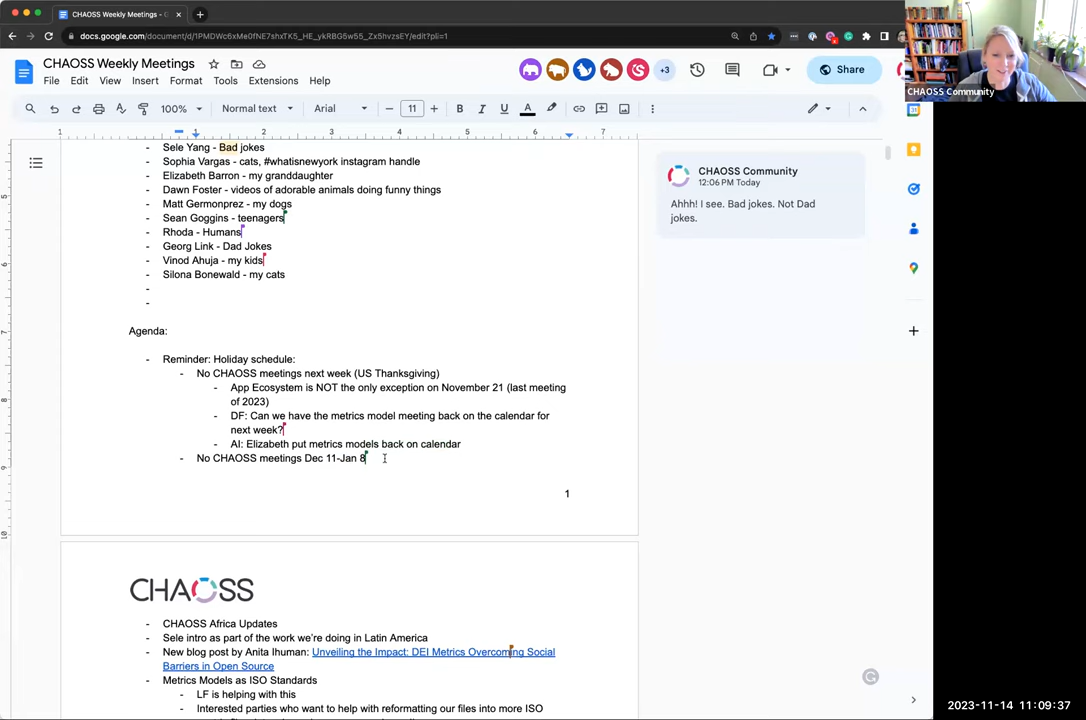 CHAOSS Weekly Meetings - G
docs.google.com/document/d/1PMDWc6xMe0fNE7shxTK5_HE_ykRBG5w55_Zx5hvzsEY/edit?pli=1
CHAOSS Weekly Meetings
File Edit View Insert Format Tools Extensions Help
+3
Share
CHAOSS Community
100% Normal text Arial 11
1 1 2 3 4 5 6 7
- Sele Yang - Bad jokes
- Sophia Vargas - cats, #whatisnewyork instagram handle
- Elizabeth Barron - my granddaughter
- Dawn Foster - videos of adorable animals doing funny things
- Matt Germonprez - my dogs
- Sean Goggins - teenagers
- Rhoda - Humans
- Georg Link - Dad Jokes
- Vinod Ahuja - my kids
- Silona Bonewald - my cats
-
-
CHAOSS Community
12:06 PM Today
Ahhh! I see. Bad jokes. Not Dad
jokes.
Agenda:
- Reminder: Holiday schedule:
- No CHAOSS meetings next week (US Thanksgiving)
- App Ecosystem is NOT the only exception on November 21 (last meeting
of 2023)
- DF: Can we have the metrics model meeting back on the calendar for
next week?
- AI: Elizabeth put metrics models back on calendar
- No CHAOSS meetings Dec 11-Jan 8
1
CHAOSS
- CHAOSS Africa Updates
- Sele intro as part of the work we're doing in Latin America
- New blog post by Anita Ihuman: Unveiling the Impact: DEI Metrics Overcoming Social
Barriers in Open Source
- Metrics Models as ISO Standards
- LF is helping with this
- Interested parties who want to help with reformatting our files into more ISO
2023-11-14 11:09:37